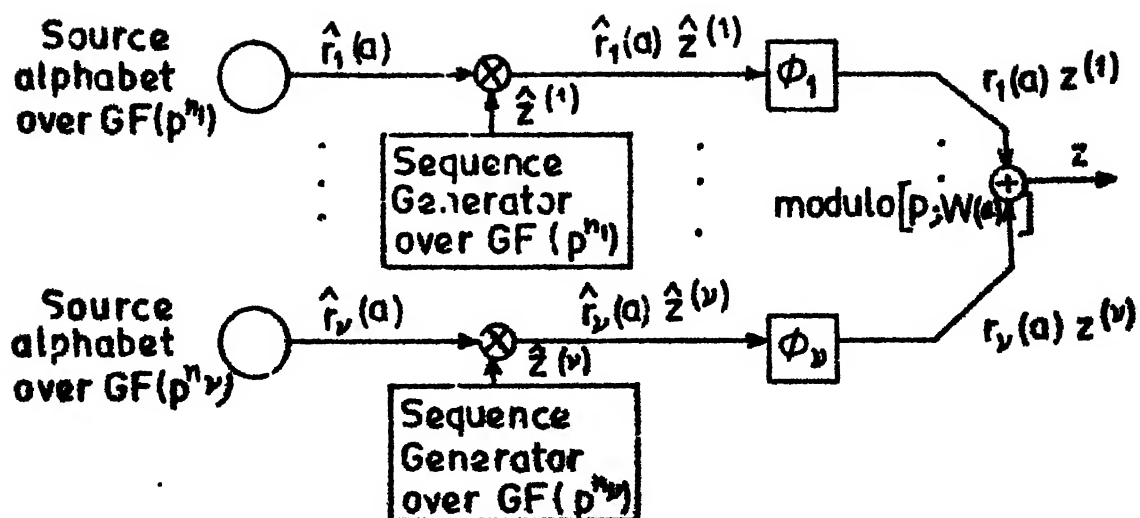 Source
alphabet
over GF(p^n1)
r̂1(a)
ẑ(1)
r̂1(a) ẑ(1)
Φ1
r1(a) z(1)
Sequence
Generator
over GF (p^n1)
modulo[p;W(a)]
z
Source
alphabet
over GF(p^nν)
r̂ν(a)
ẑ(ν)
r̂ν(a) ẑ(ν)
Φν
rν(a) z(ν)
Sequence
Generator
over GF(p^nν)